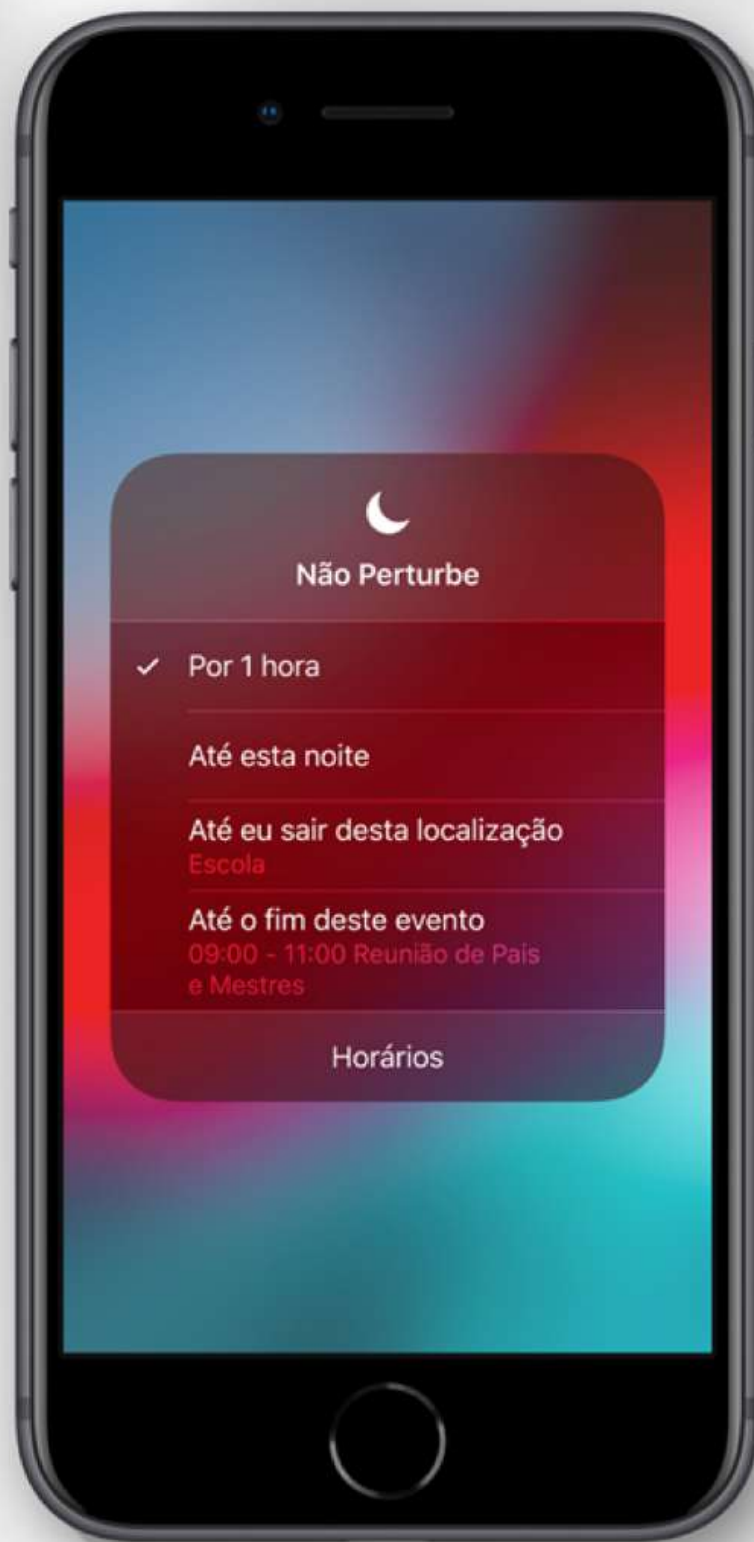 Não Perturbe
Por 1 hora
Até esta noite
Até eu sair desta localização
Escola
Até o fim deste evento
09:00 - 11:00 Reunião de Pais
e Mestres
Horários